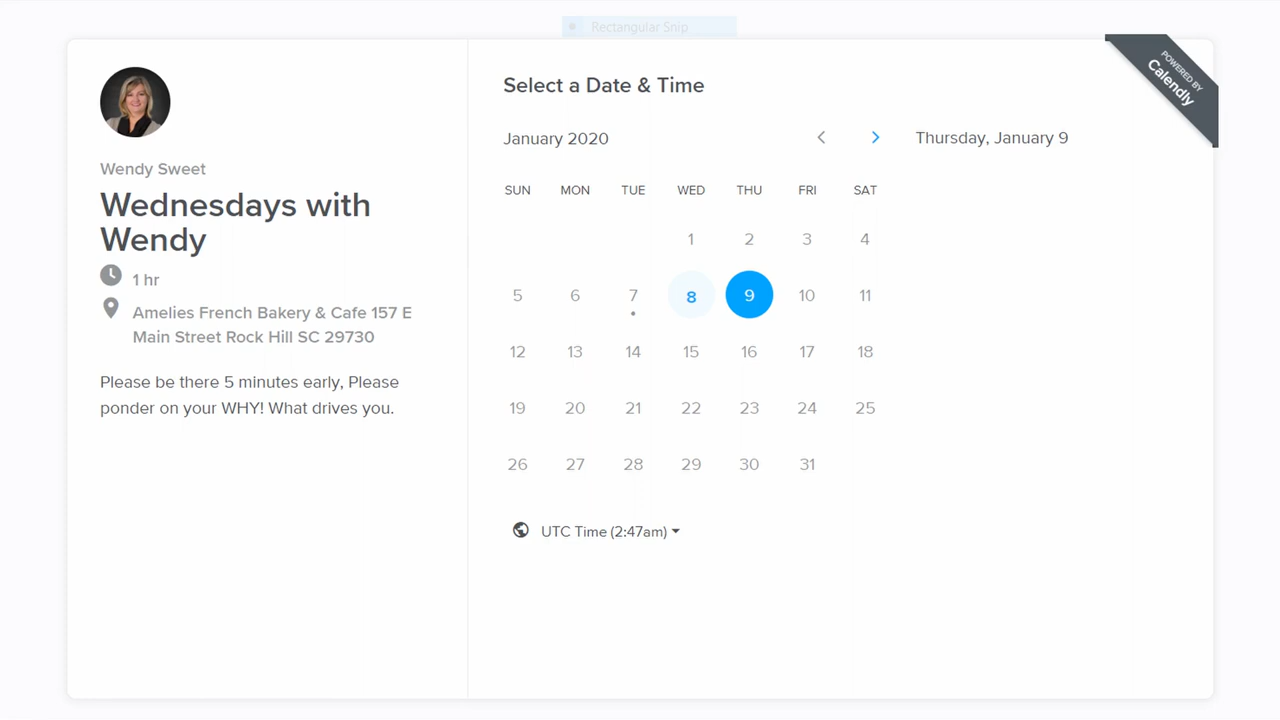 Rectangular Snip
POWERED BY
Calendly
Wendy Sweet
Wednesdays with
Wendy
1 hr
Amelies French Bakery & Cafe 157 E
Main Street Rock Hill SC 29730
Please be there 5 minutes early, Please
ponder on your WHY! What drives you.
Select a Date & Time
January 2020
Thursday, January 9
SUN MON TUE WED THU FRI SAT
1 2 3 4
5 6 7 8 9 10 11
12 13 14 15 16 17 18
19 20 21 22 23 24 25
26 27 28 29 30 31
UTC Time (2:47am)